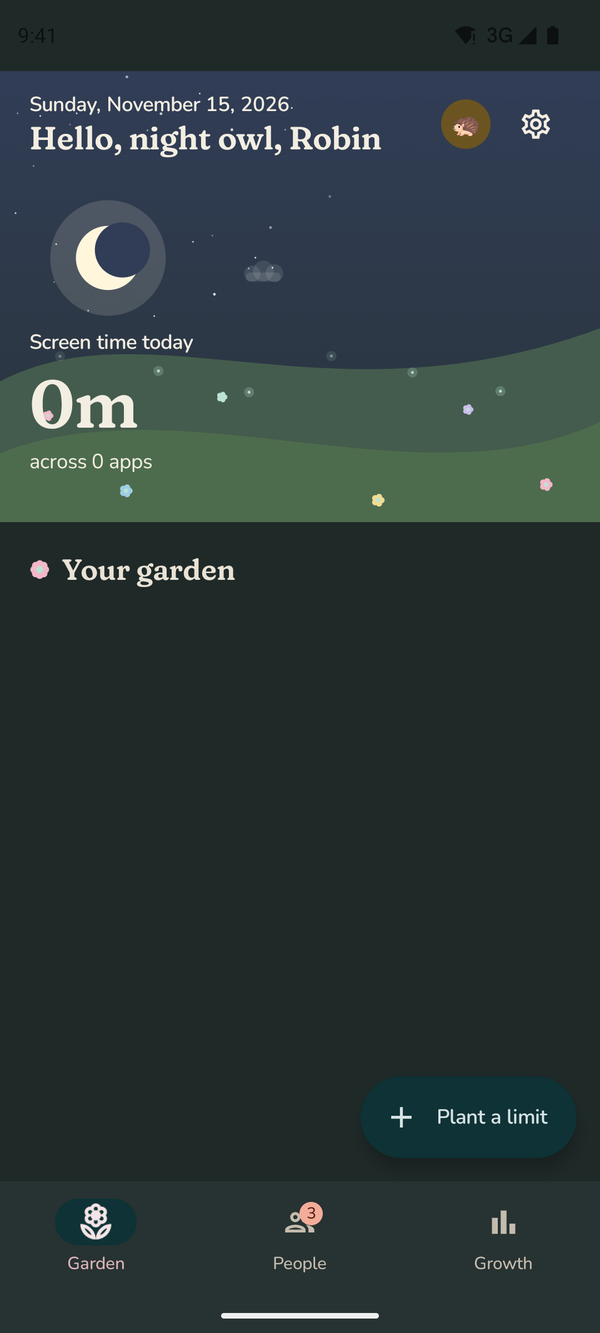 9:41
3G
Sunday, November 15, 2026
Hello, night owl, Robin
Screen time today
0m
across 0 apps
Your garden
Plant a limit
3
Garden
People
Growth